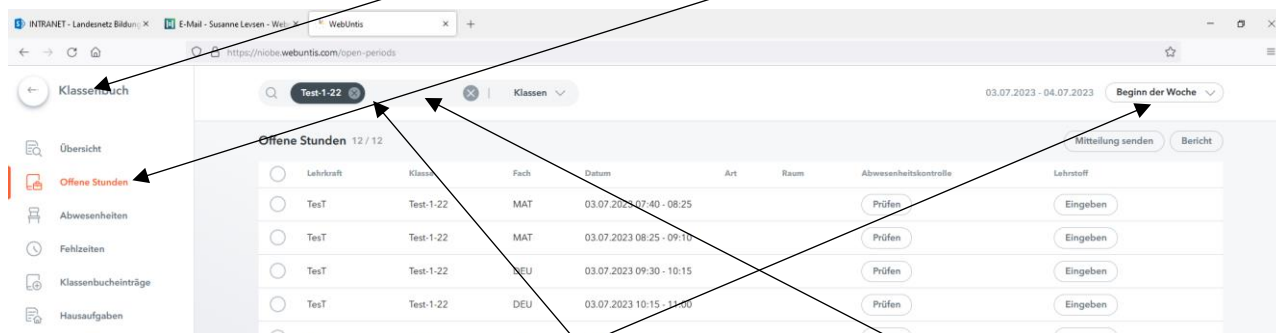 INTRANET - Landesnetz Bildung E-Mail - Susanne Levsen - Web- WebUntis
https://niobe.webuntis.com/open-periods
Klassenbuch Test-1-22 Klassen 03.07.2023 - 04.07.2023 Beginn der Woche
Übersicht Offene Stunden 12 / 12 Mitteilung senden Bericht
Offene Stunden Lehrkraft Klasse Fach Datum Art Raum Abwesenheitskontrolle Lehrstoff
Abwesenheiten TesT Test-1-22 MAT 03.07.2023 07:40 - 08:25 Prüfen Eingeben
Fehlzeiten TesT Test-1-22 MAT 03.07.2023 08:25 - 09:10 Prüfen Eingeben
Klassenbucheinträge TesT Test-1-22 DEU 03.07.2023 09:30 - 10:15 Prüfen Eingeben
Hausaufgaben TesT Test-1-22 DEU 03.07.2023 10:15 - 11:00 Prüfen Eingeben